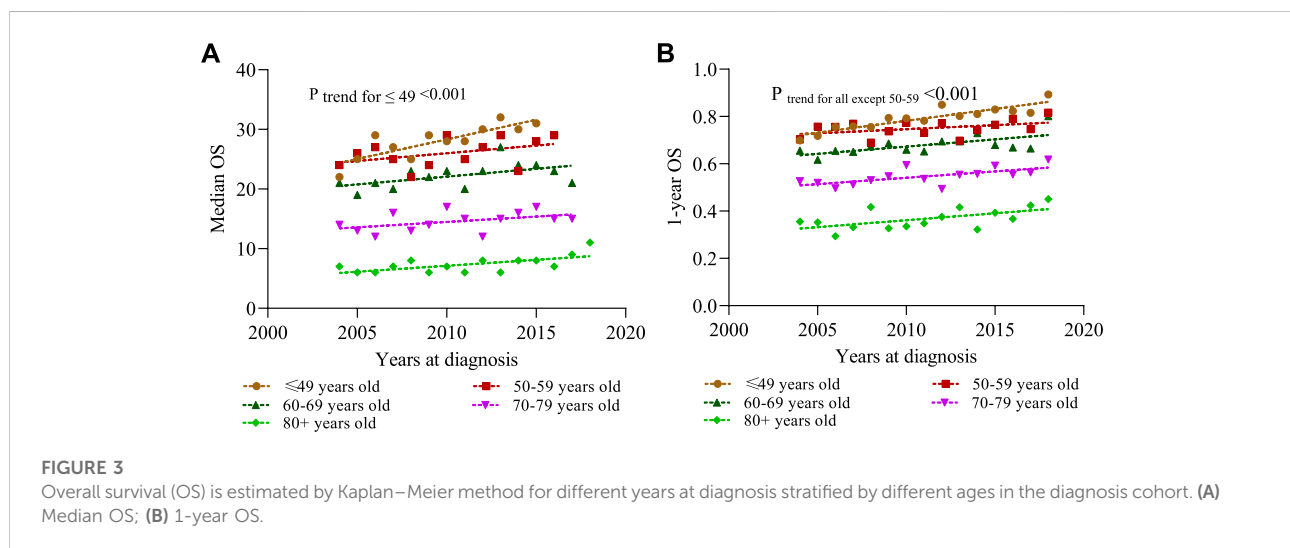 A
B
40
30
20
10
0
Median OS
P trend for ≤ 49 <0.001
2000 2005 2010 2015 2020
Years at diagnosis
≤49 years old 50-59 years old
60-69 years old 70-79 years old
80+ years old
1.0
0.8
0.6
0.4
0.2
0.0
1-year OS
P trend for all except 50-59 <0.001
2000 2005 2010 2015 2020
Years at diagnosis
≤49 years old 50-59 years old
60-69 years old 70-79 years old
80+ years old
FIGURE 3
Overall survival (OS) is estimated by Kaplan–Meier method for different years at diagnosis stratified by different ages in the diagnosis cohort. (A)
Median OS; (B) 1-year OS.